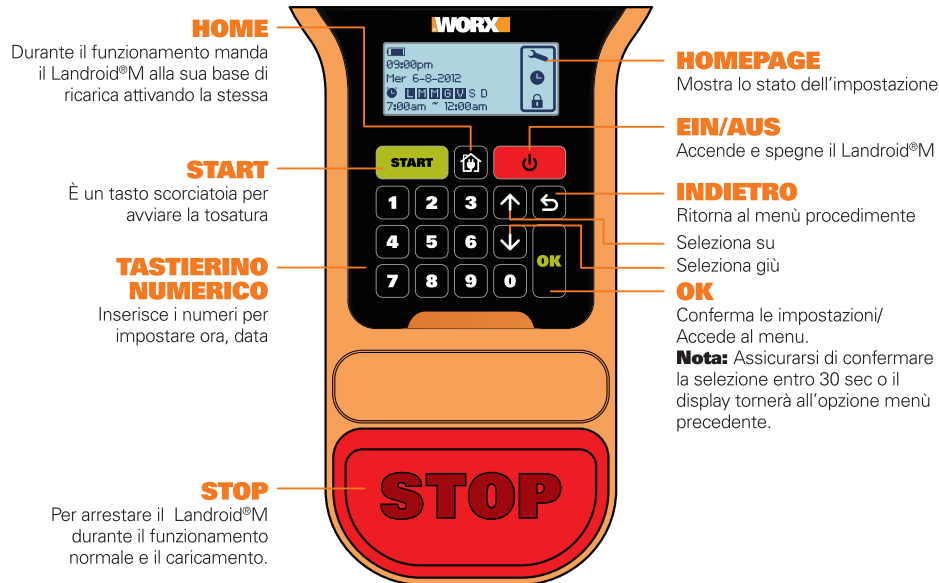 HOME
Durante il funzionamento manda
il Landroid®M alla sua base di
ricarica attivando la stessa
START
È un tasto scorciatoia per
avviare la tosatura
TASTIERINO
NUMERICO
Inserisce i numeri per
impostare ora, data
STOP
Per arrestare il Landroid®M
durante il funzionamento
normale e il caricamento.
WORX
09:00pm
Mer 6-8-2012
L M M G V S D
7:00am ~ 12:00am
START
1 2 3
4 5 6
OK
7 8 9 0
STOP
HOMEPAGE
Mostra lo stato dell’impostazione
EIN/AUS
Accende e spegne il Landroid®M
INDIETRO
Ritorna al menù procedimente
Seleziona su
Seleziona giù
OK
Conferma le impostazioni/
Accede al menu.
Nota: Assicurarsi di confermare
la selezione entro 30 sec o il
display tornerà all’opzione menù
precedente.